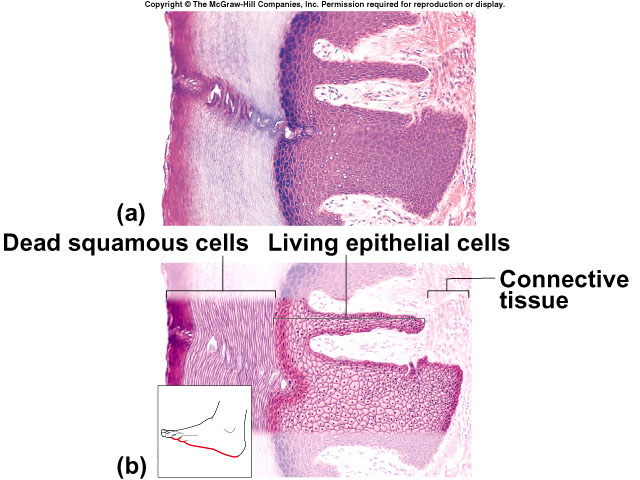 Copyright © The McGraw-Hill Companies, Inc. Permission required for reproduction or display.
(a)
Dead squamous cells
Living epithelial cells
Connective
tissue
(b)